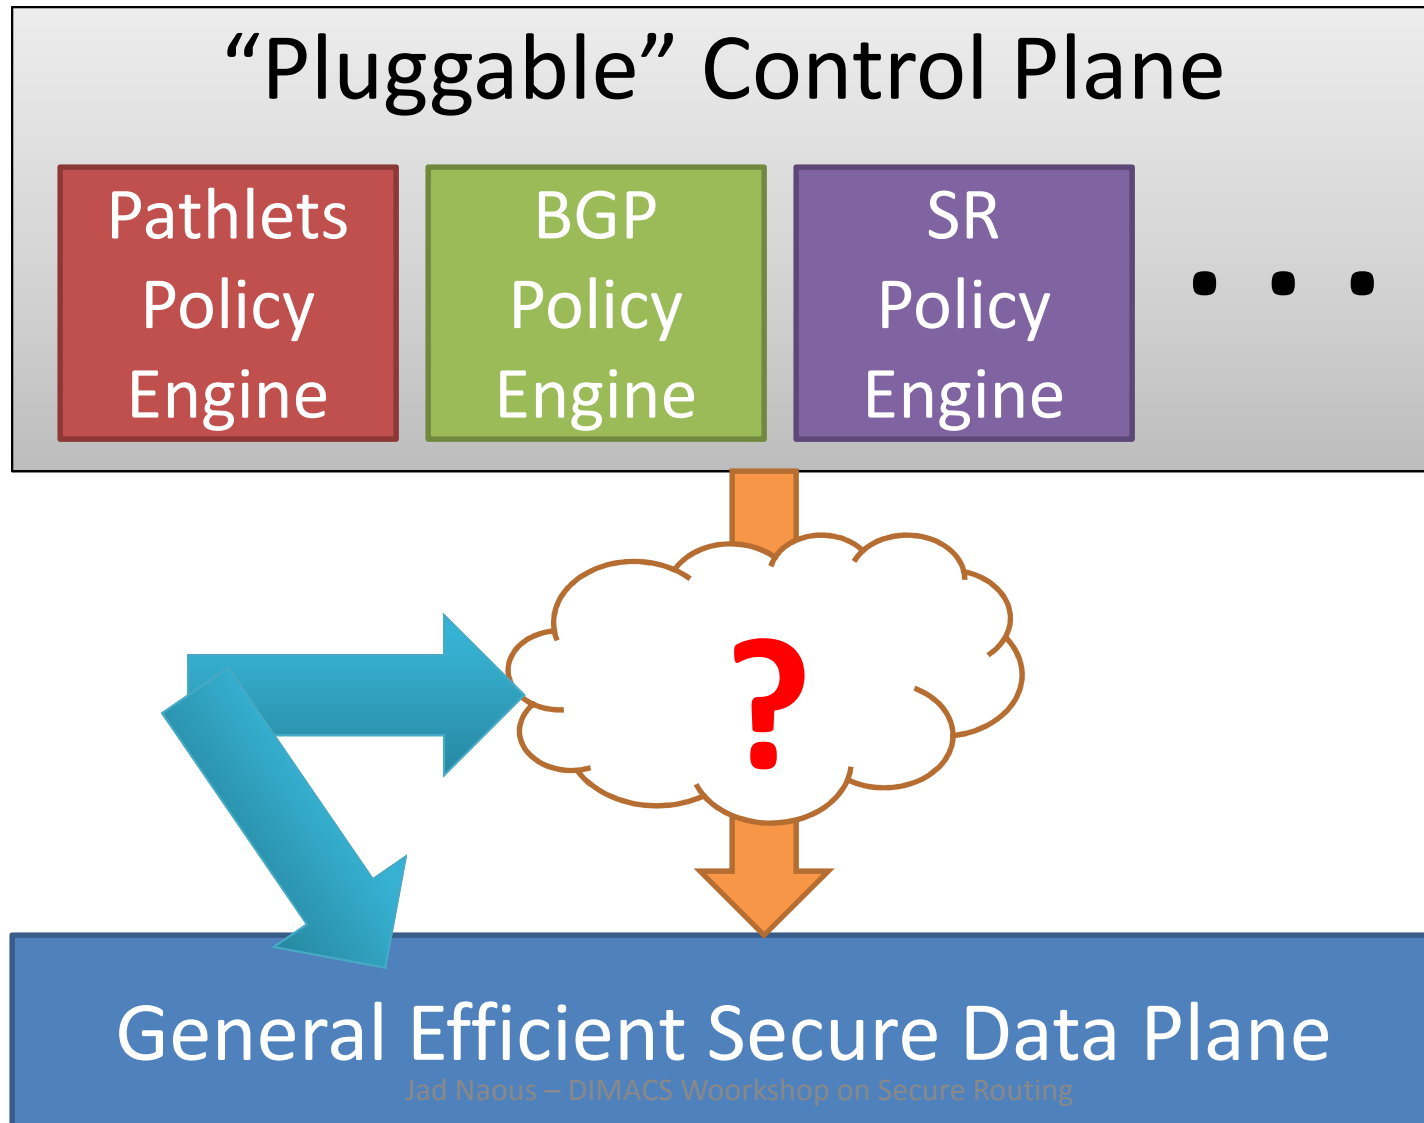 “Pluggable” Control Plane
Pathlets
Policy
Engine
BGP
Policy
Engine
SR
Policy
Engine
. . .
?
General Efficient Secure Data Plane
Jad Naous – DIMACS Woorkshop on Secure Routing